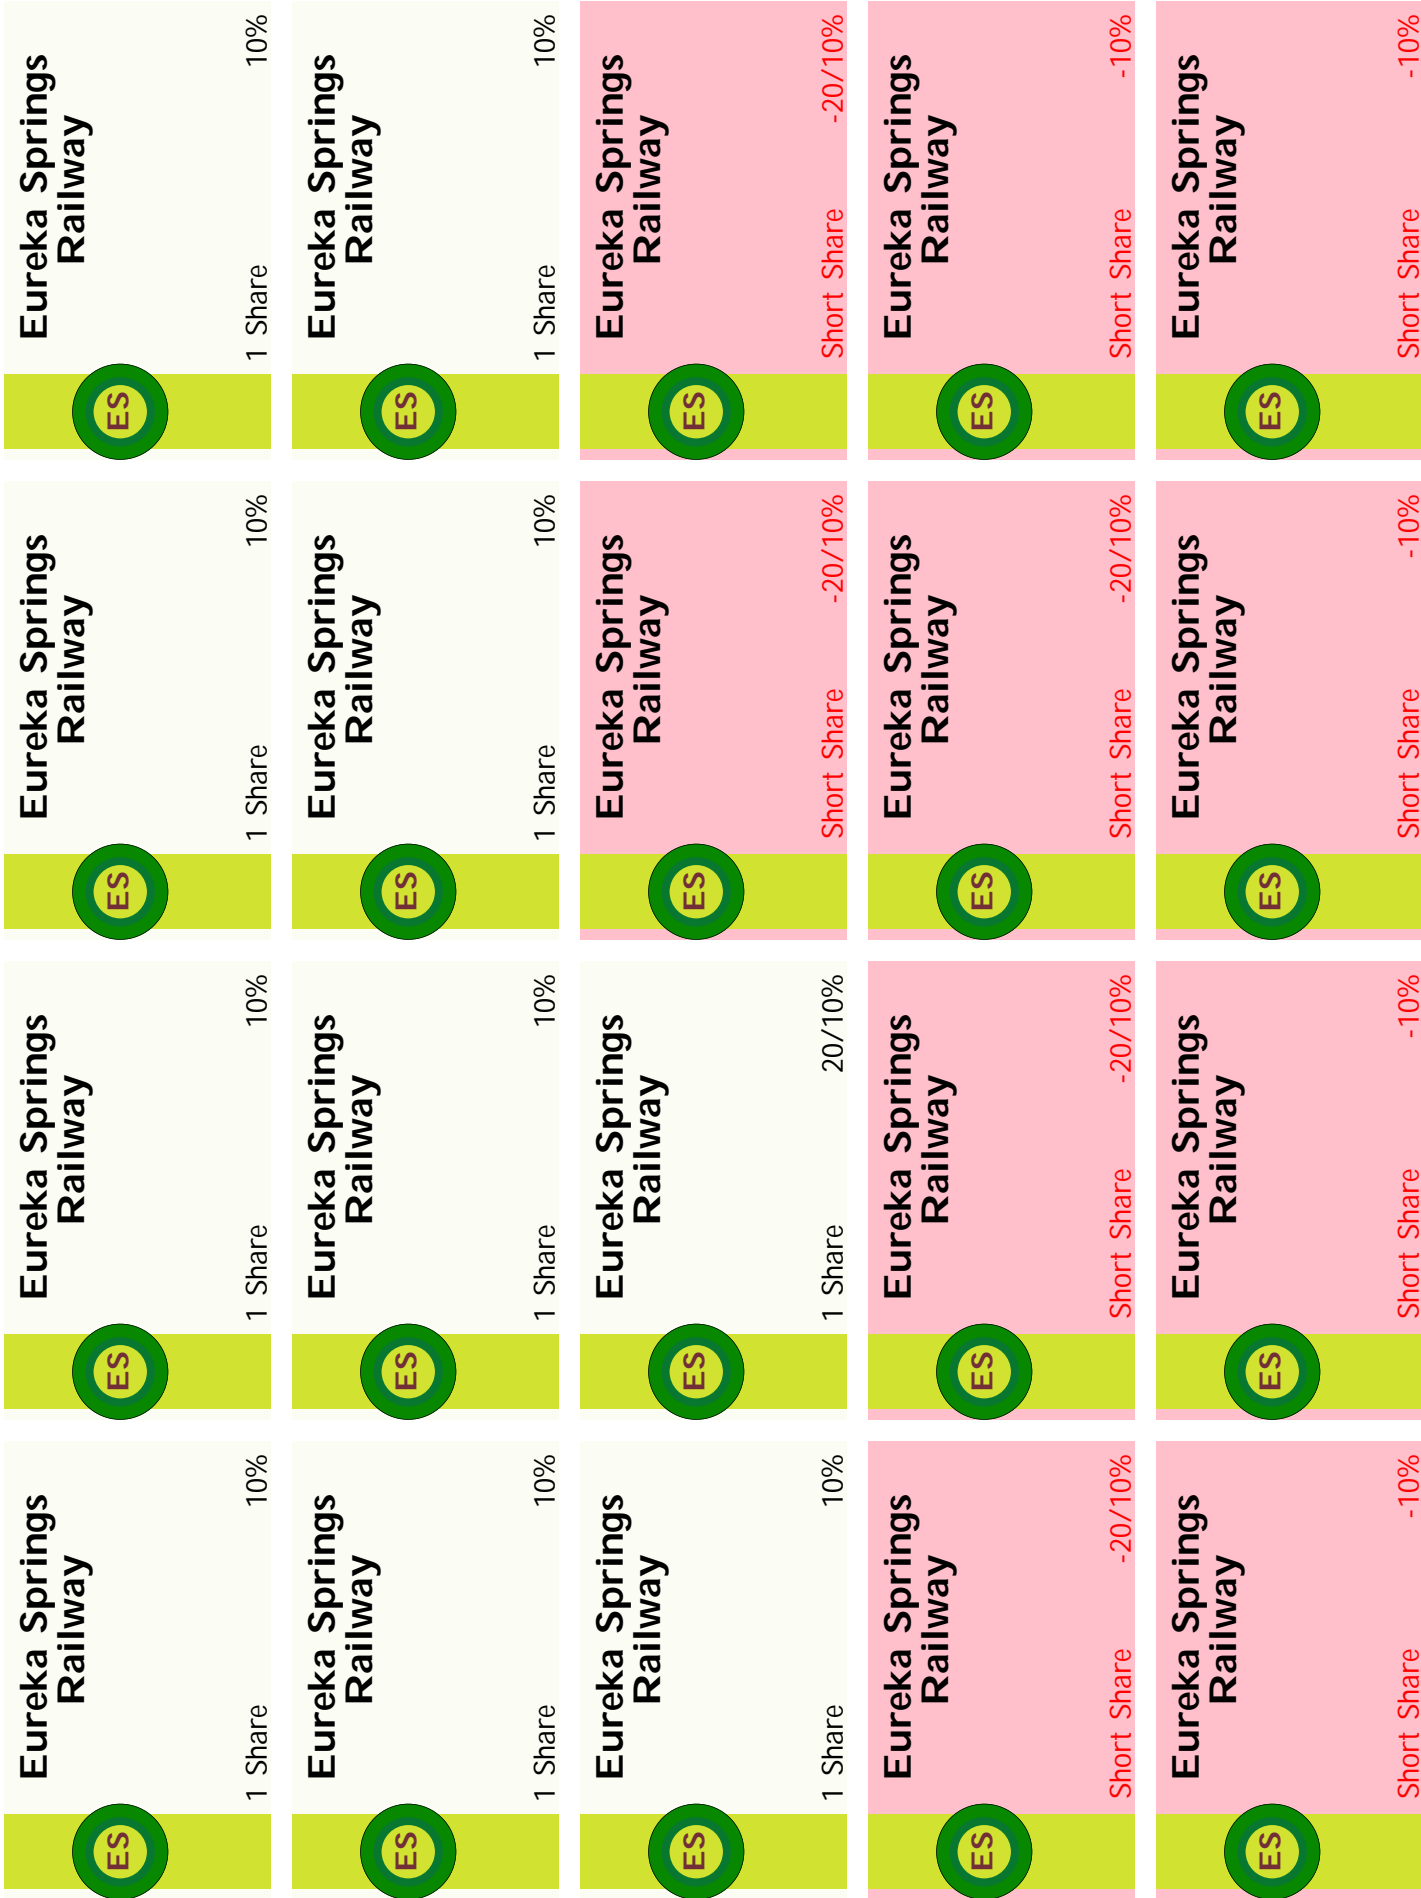 Eureka Springs
Railway
ES
1 Share 10%
Eureka Springs
Railway
ES
1 Share 10%
Eureka Springs
Railway
ES
1 Share 10%
Eureka Springs
Railway
ES
1 Share 10%
Eureka Springs
Railway
ES
1 Share 10%
Eureka Springs
Railway
ES
1 Share 10%
Eureka Springs
Railway
ES
1 Share 10%
Eureka Springs
Railway
ES
1 Share 10%
Eureka Springs
Railway
ES
1 Share 10%
Eureka Springs
Railway
ES
1 Share 20/10%
Eureka Springs
Railway
ES
Short Share -20/10%
Eureka Springs
Railway
ES
Short Share -20/10%
Eureka Springs
Railway
ES
Short Share -20/10%
Eureka Springs
Railway
ES
Short Share -20/10%
Eureka Springs
Railway
ES
Short Share -20/10%
Eureka Springs
Railway
ES
Short Share -10%
Eureka Springs
Railway
ES
Short Share -10%
Eureka Springs
Railway
ES
Short Share -10%
Eureka Springs
Railway
ES
Short Share -10%
Eureka Springs
Railway
ES
Short Share -10%